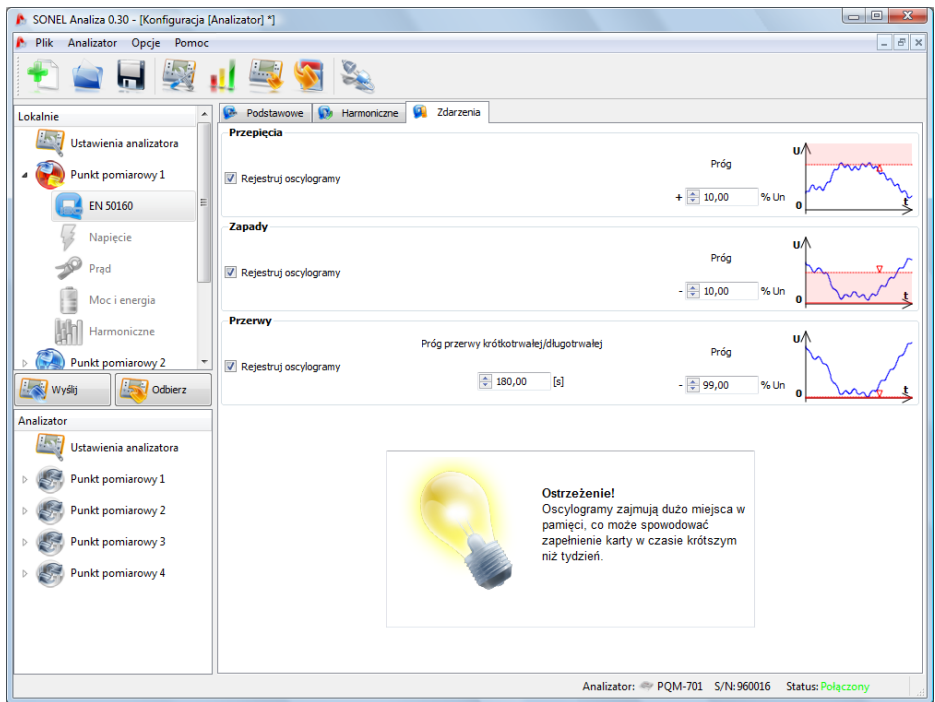 SONEL Analiza 0.30 - [Konfiguracja [Analizator] *]
Plik Analizator Opcje Pomoc
Lokalnie
Ustawienia analizatora
Punkt pomiarowy 1
EN 50160
Napięcie
Prąd
Moc i energia
Harmoniczne
Punkt pomiarowy 2
Wyślij Odbierz
Analizator
Ustawienia analizatora
Punkt pomiarowy 1
Punkt pomiarowy 2
Punkt pomiarowy 3
Punkt pomiarowy 4
Podstawowe Harmoniczne Zdarzenia
Przepięcia
Rejestruj oscylogramy
Próg
+ 10,00 % Un
U
0 t
Zapady
Rejestruj oscylogramy
Próg
- 10,00 % Un
U
0 t
Przerwy
Rejestruj oscylogramy
Próg przerwy krótkotrwałej/długotrwałej
180,00 [s]
Próg
- 99,00 % Un
U
0 t
Ostrzeżenie!
Oscylogramy zajmują dużo miejsca w
pamięci, co może spowodować
zapełnienie karty w czasie krótszym
niż tydzień.
Analizator: PQM-701 S/N: 960016 Status: Połączony